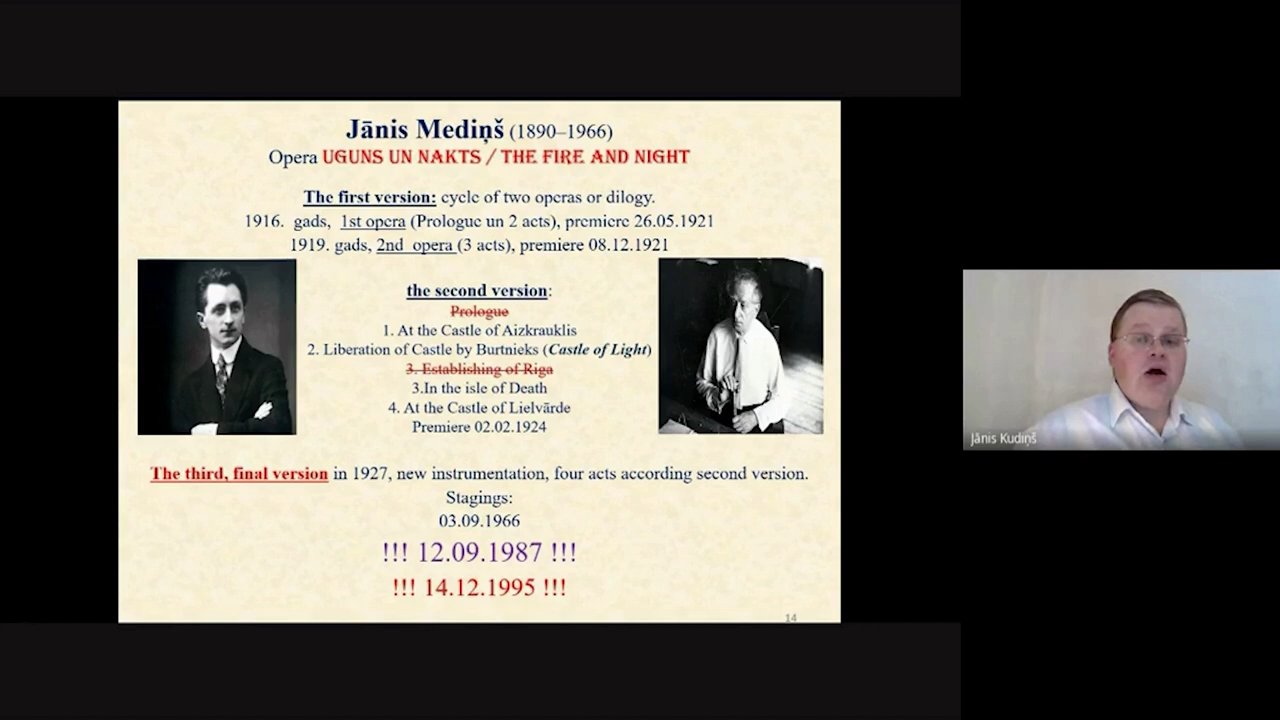 Jānis Mediņš (1890–1966)
Opera UGUNS UN NAKTS / THE FIRE AND NIGHT
The first version: cycle of two operas or dilogy.
1916. gads, 1st opera (Prologue un 2 acts), premiere 26.05.1921
1919. gads, 2nd opera (3 acts), premiere 08.12.1921
the second version:
Prologue
1. At the Castle of Aizkrauklis
2. Liberation of Castle by Burtnieks (Castle of Light)
3. Establishing of Riga
3.In the isle of Death
4. At the Castle of Lielvārde
Premiere 02.02.1924
The third, final version in 1927, new instrumentation, four acts according second version.
Stagings:
03.09.1966
!!! 12.09.1987 !!!
!!! 14.12.1995 !!!
14
Jānis Kudiņš